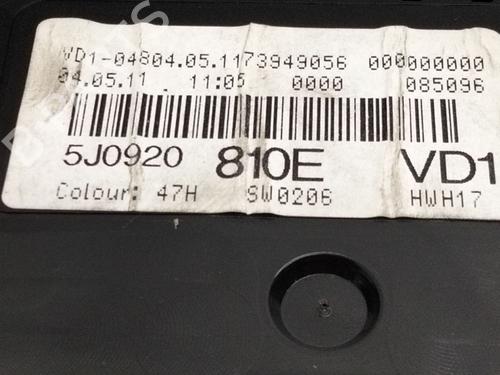 VD1-04804.05.1173949056 000000000
04.05.11 11:05 0000 085096
5J0920 810E VD1
Colour: 47H SW0206 HWH17